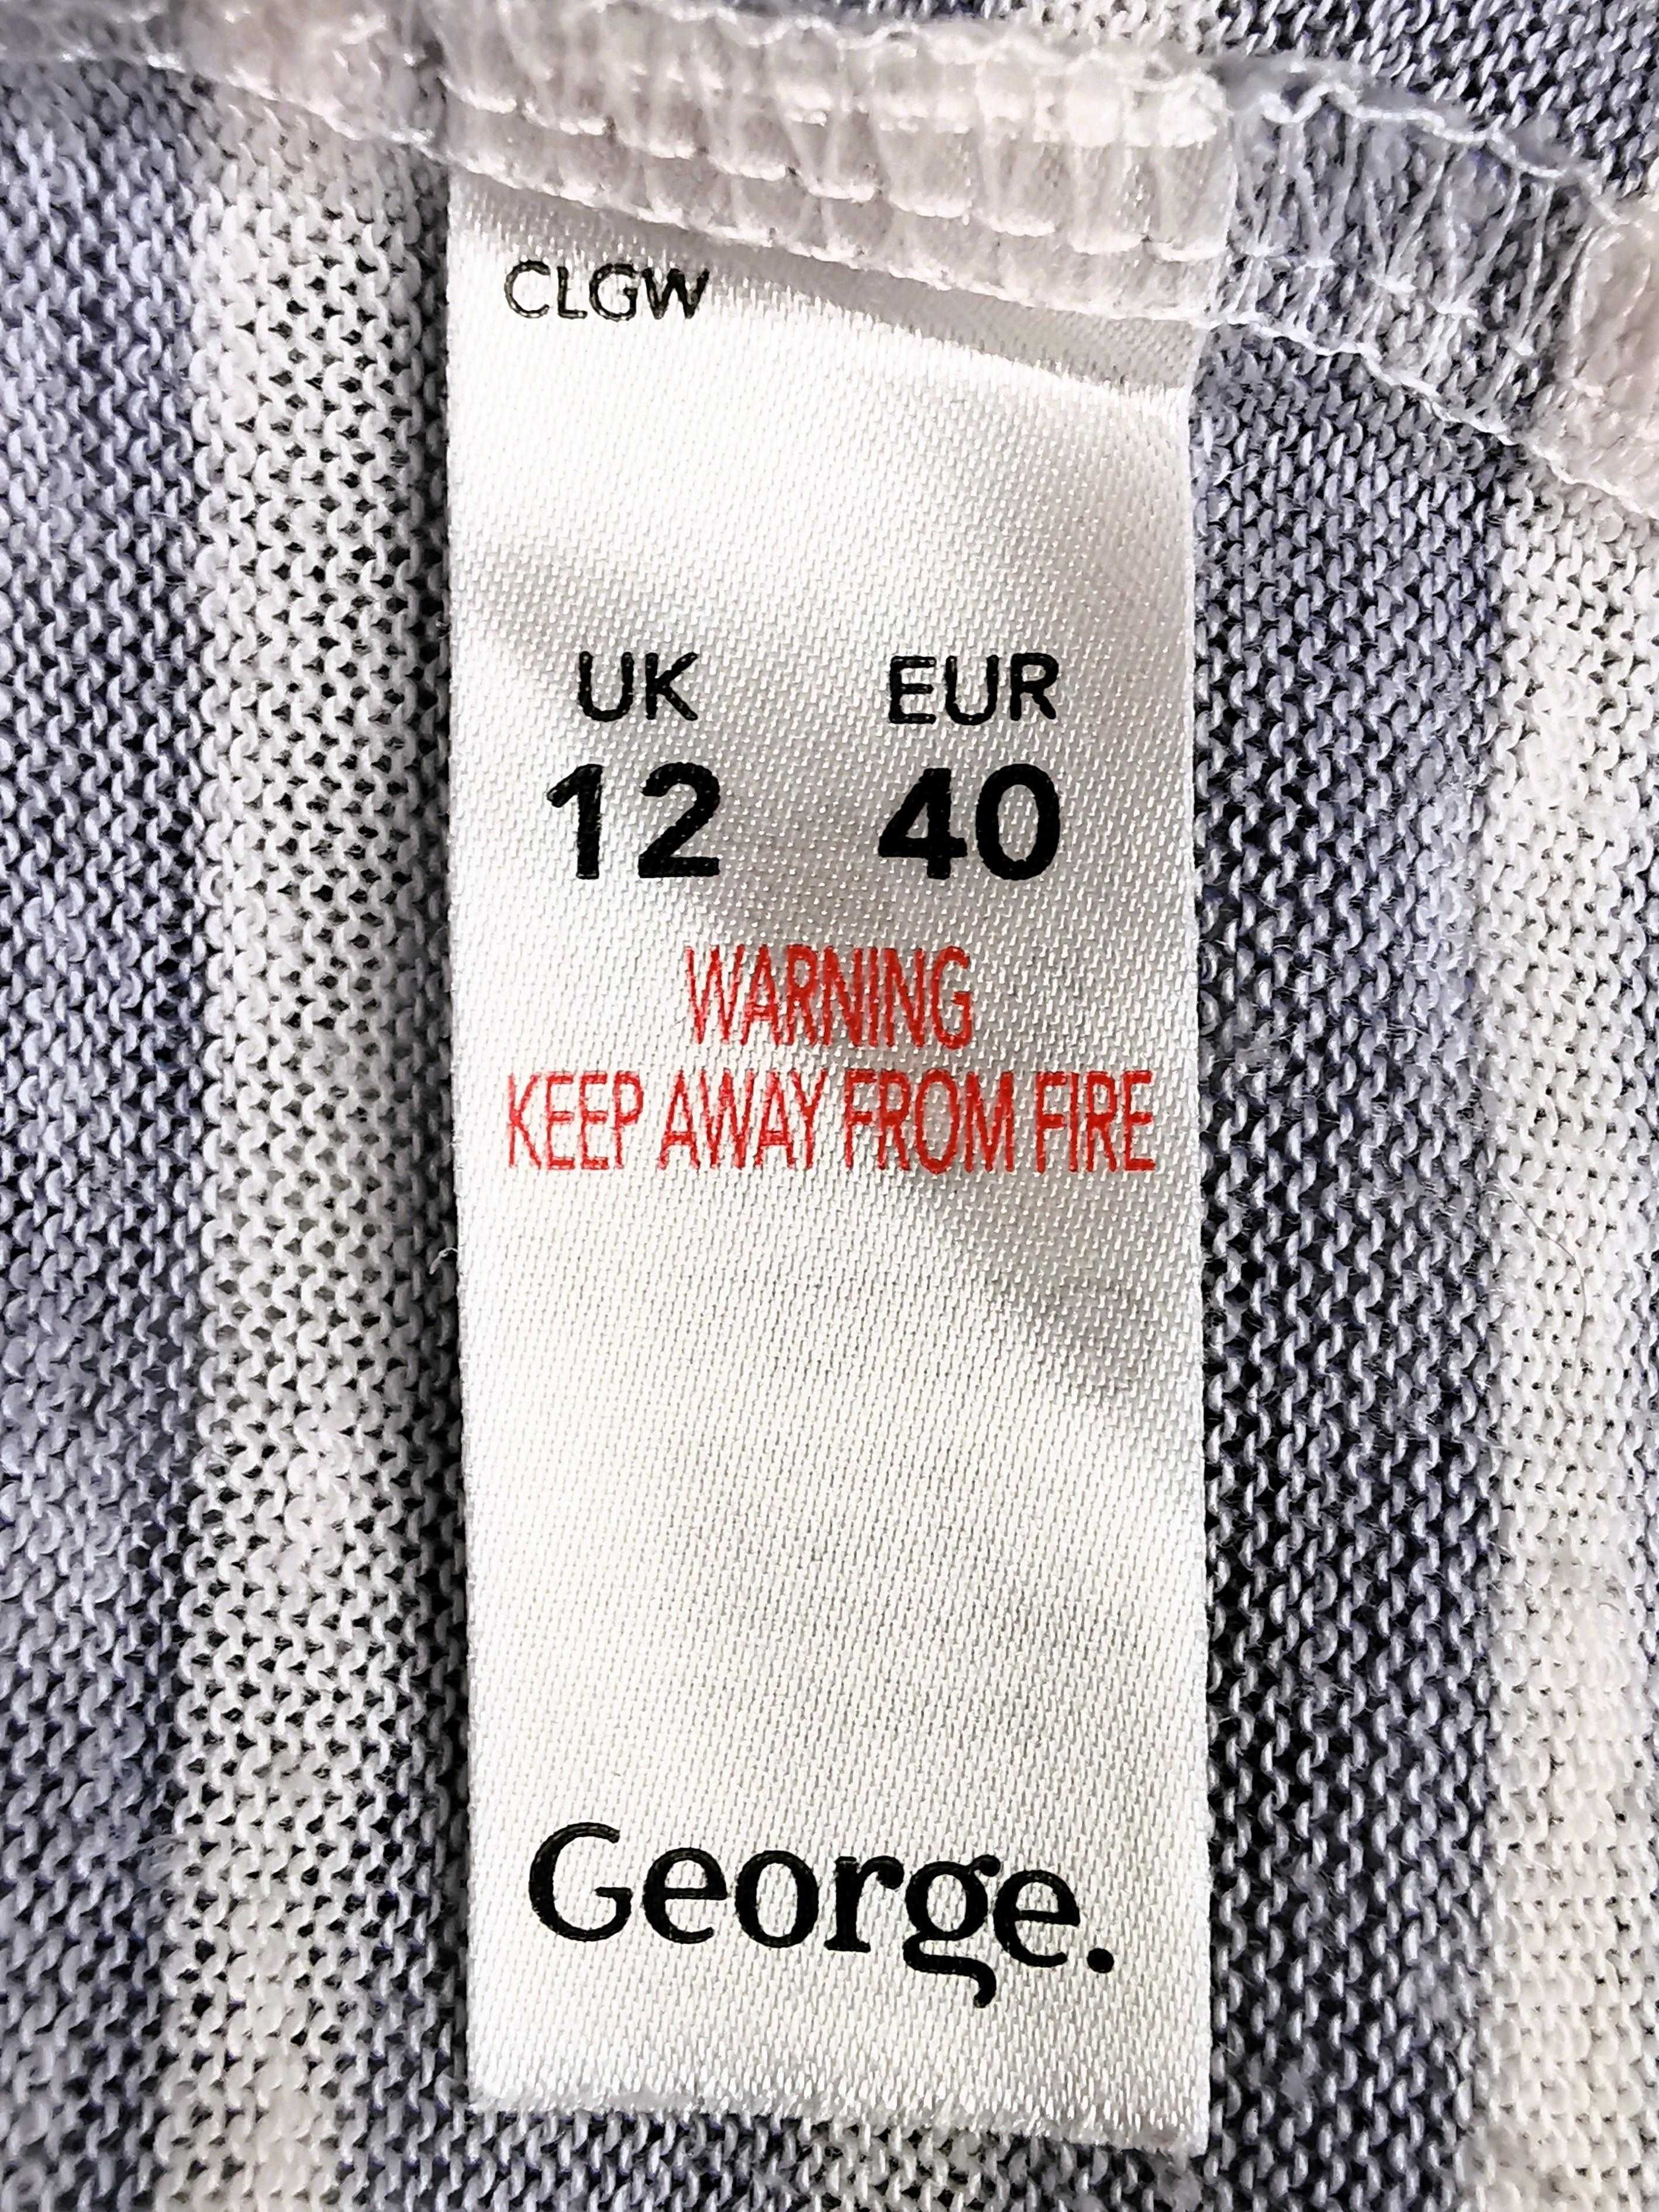 CLGW
UK EUR
12 40
WARNING
KEEP AWAY FROM FIRE
George.